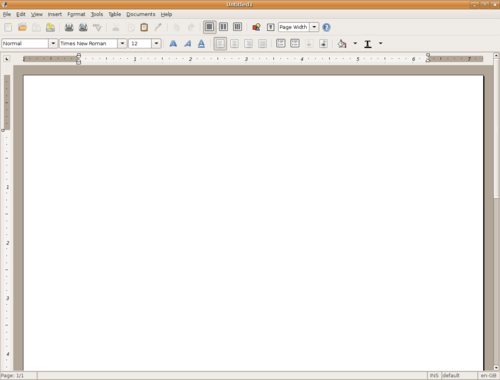 Untitled1
File Edit View Insert Format Tools Table Documents Help
Page Width
Normal Times New Roman 12
1 2 3 4 5 6 7
1
2
3
4
Page: 1/1 INS default en-GB